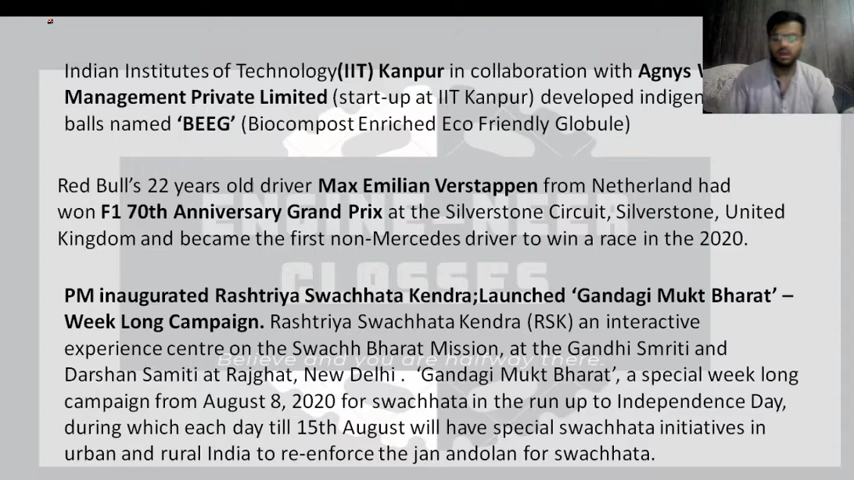 Indian Institutes of Technology(IIT) Kanpur in collaboration with Agnys
Management Private Limited (start-up at IIT Kanpur) developed
balls named ‘BEEG’ (Biocompost Enriched Eco Friendly Globule)
Red Bull’s 22 years old driver Max Emilian Verstappen from Netherland had
won F1 70th Anniversary Grand Prix at the Silverstone Circuit, Silverstone, United
Kingdom and became the first non-Mercedes driver to win a race in the 2020.
PM inaugurated Rashtriya Swachhata Kendra;Launched ‘Gandagi Mukt Bharat’ –
Week Long Campaign. Rashtriya Swachhata Kendra (RSK) an interactive
experience centre on the Swachh Bharat Mission, at the Gandhi Smriti and
Believe and you are halfway there.
Darshan Samiti at Rajghat, New Delhi . ‘Gandagi Mukt Bharat’, a special week long
campaign from August 8, 2020 for swachhata in the run up to Independence Day,
during which each day till 15th August will have special swachhata initiatives in
urban and rural India to re-enforce the jan andolan for swachhata.